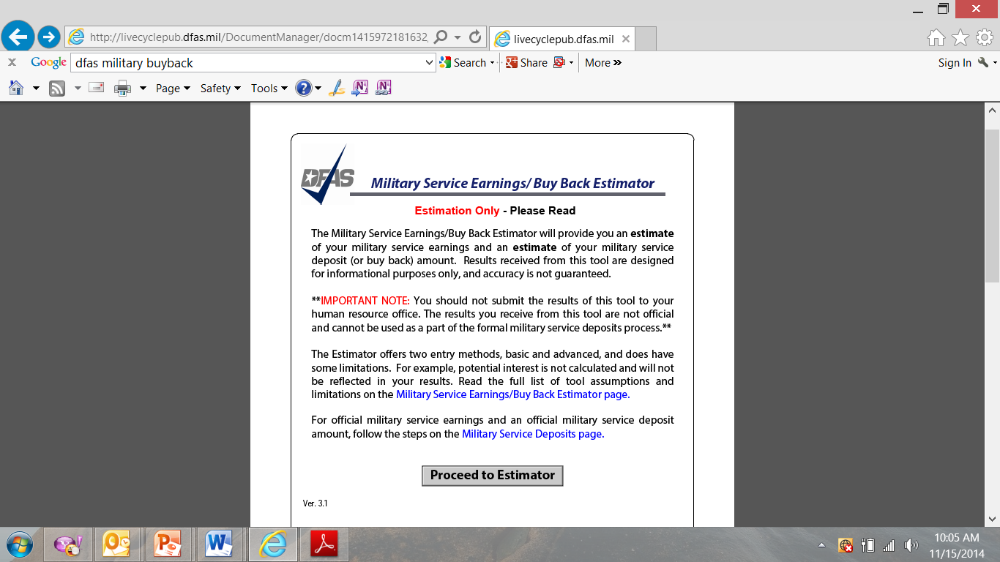 http://livecyclepub.dfas.mil/DocumentManager/docm1415972181632
livecyclepub.dfas.mil
x Google dfas military buyback Search Share More » Sign In
Page Safety Tools
DFAS
Military Service Earnings/ Buy Back Estimator
Estimation Only - Please Read
The Military Service Earnings/Buy Back Estimator will provide you an estimate
of your military service earnings and an estimate of your military service
deposit (or buy back) amount. Results received from this tool are designed
for informational purposes only, and accuracy is not guaranteed.
**IMPORTANT NOTE: You should not submit the results of this tool to your
human resource office. The results you receive from this tool are not official
and cannot be used as a part of the formal military service deposits process.**
The Estimator offers two entry methods, basic and advanced, and does have
some limitations. For example, potential interest is not calculated and will not
be reflected in your results. Read the full list of tool assumptions and
limitations on the Military Service Earnings/Buy Back Estimator page.
For official military service earnings and an official military service deposit
amount, follow the steps on the Military Service Deposits page.
Proceed to Estimator
Ver. 3.1
10:05 AM
11/15/2014